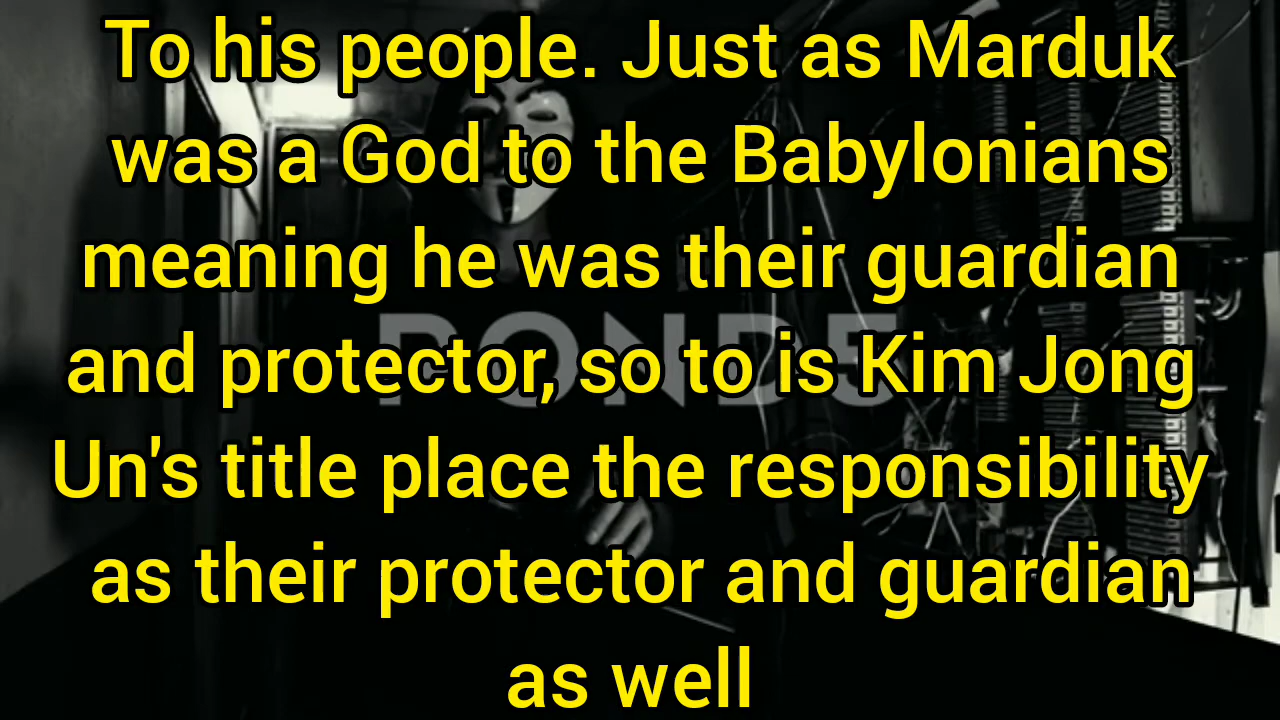 To his people. Just as Marduk
was a God to the Babylonians
meaning he was their guardian
and protector, so to is Kim Jong
Un's title place the responsibility
as their protector and guardian
as well